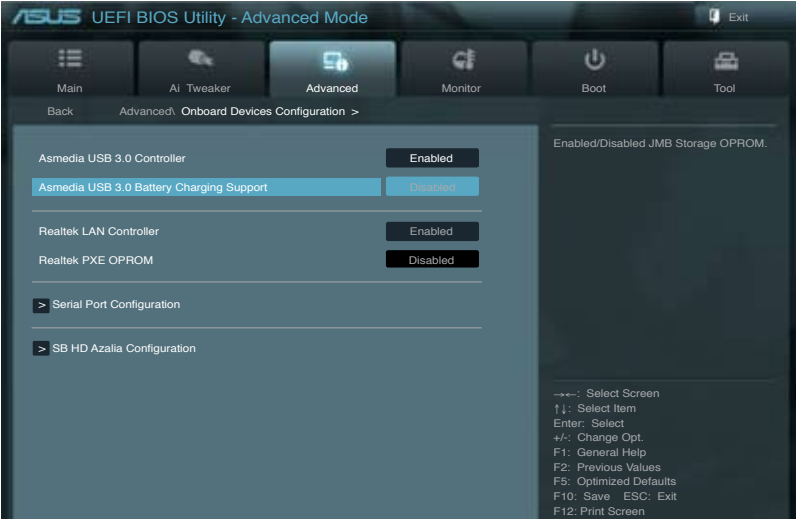 ASUS UEFI BIOS Utility - Advanced Mode
Exit
Main
Ai Tweaker
Advanced
Monitor
Boot
Tool
Back
Advanced\ Onboard Devices Configuration >
Asmedia USB 3.0 Controller
Enabled
Asmedia USB 3.0 Battery Charging Support
Disabled
Realtek LAN Controller
Enabled
Realtek PXE OPROM
Disabled
> Serial Port Configuration
> SB HD Azalia Configuration
Enabled/Disabled JMB Storage OPROM.
→←: Select Screen
↑↓: Select Item
Enter: Select
+/-: Change Opt.
F1: General Help
F2: Previous Values
F5: Optimized Defaults
F10: Save ESC: Exit
F12: Print Screen